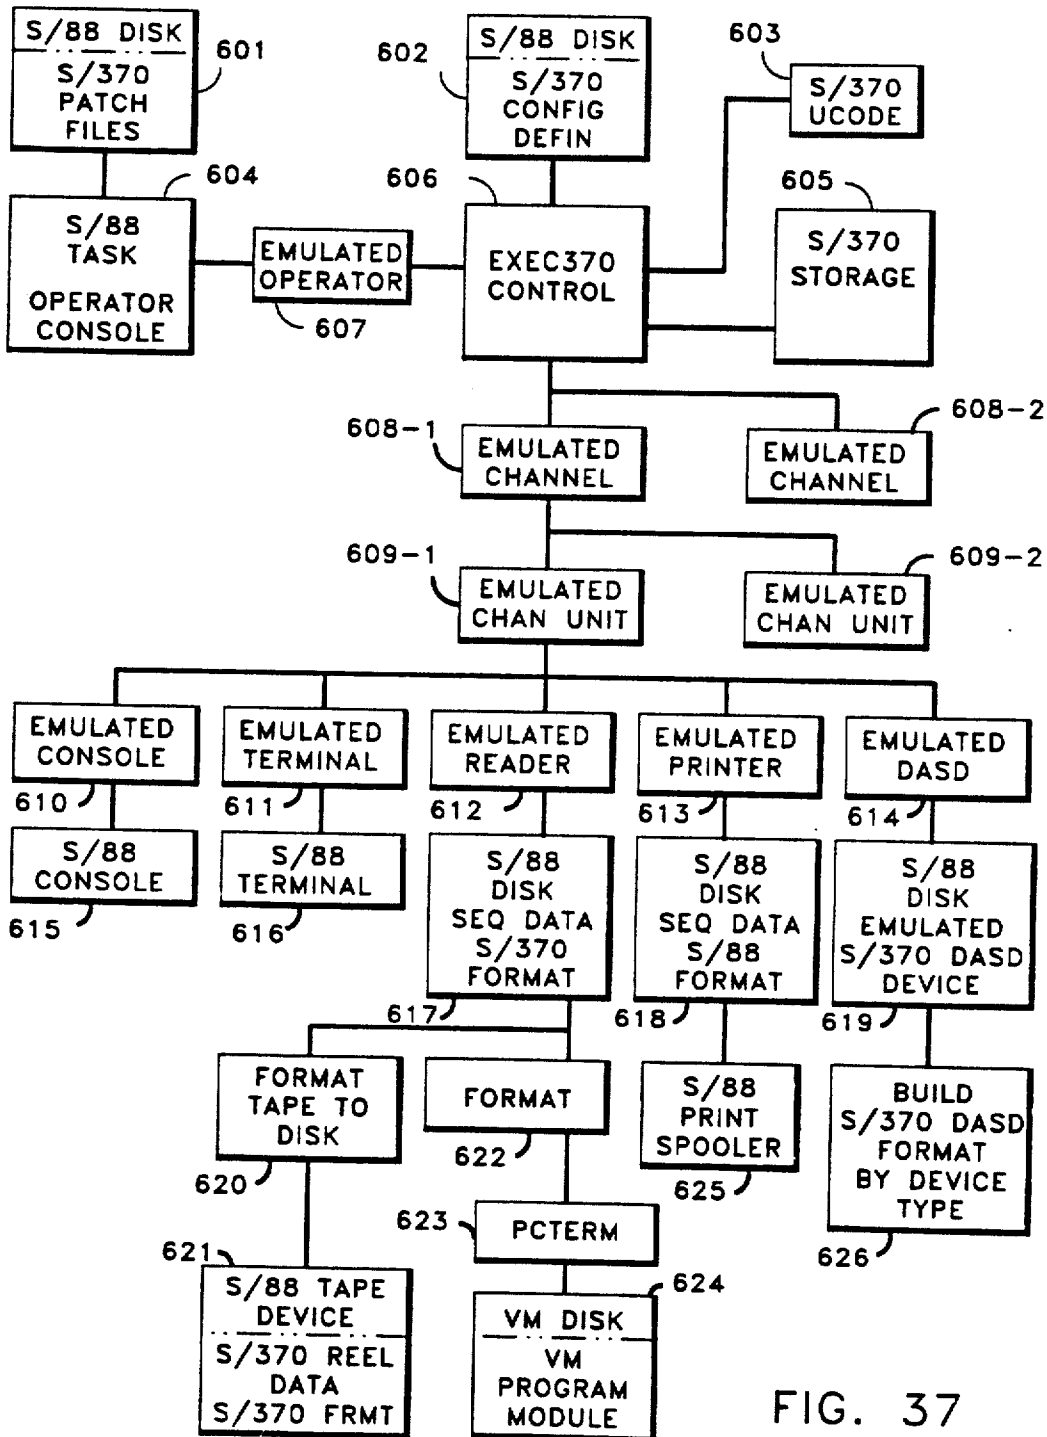 S/88 DISK
S/370
PATCH
FILES
601
S/88 DISK
S/370
CONFIG
DEFIN
602
603
S/370
UCODE
604
S/88
TASK
OPERATOR
CONSOLE
EMULATED
OPERATOR
607
606
EXEC370
CONTROL
605
S/370
STORAGE
608-1
EMULATED
CHANNEL
608-2
EMULATED
CHANNEL
609-1
EMULATED
CHAN UNIT
609-2
EMULATED
CHAN UNIT
EMULATED
CONSOLE
610
EMULATED
TERMINAL
611
EMULATED
READER
612
EMULATED
PRINTER
613
EMULATED
DASD
614
S/88
CONSOLE
615
S/88
TERMINAL
616
S/88
DISK
SEQ DATA
S/370
FORMAT
617
S/88
DISK
SEQ DATA
S/88
FORMAT
618
S/88
DISK
EMULATED
S/370 DASD
DEVICE
619
FORMAT
TAPE TO
DISK
620
FORMAT
622
S/88
PRINT
SPOOLER
625
BUILD
S/370 DASD
FORMAT
BY DEVICE
TYPE
626
623
PCTERM
621
S/88 TAPE
DEVICE
S/370 REEL
DATA
S/370 FRMT
624
VM DISK
VM
PROGRAM
MODULE
FIG. 37